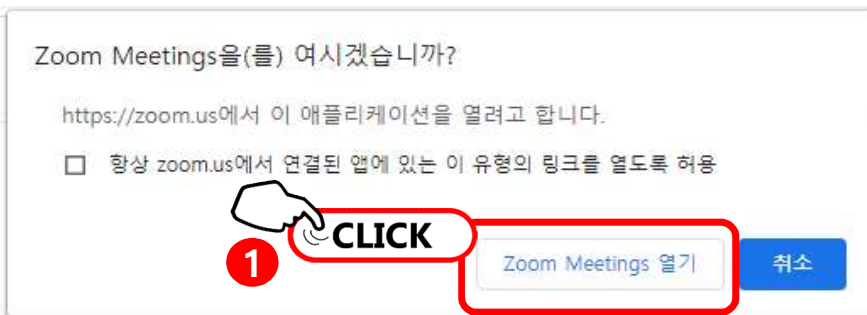 Zoom Meetings을(를) 여시겠습니까?
https://zoom.us에서 이 애플리케이션을 열려고 합니다.
항상 zoom.us에서 연결된 앱에 있는 이 유형의 링크를 열도록 허용
CLICK
1
Zoom Meetings 열기
취소